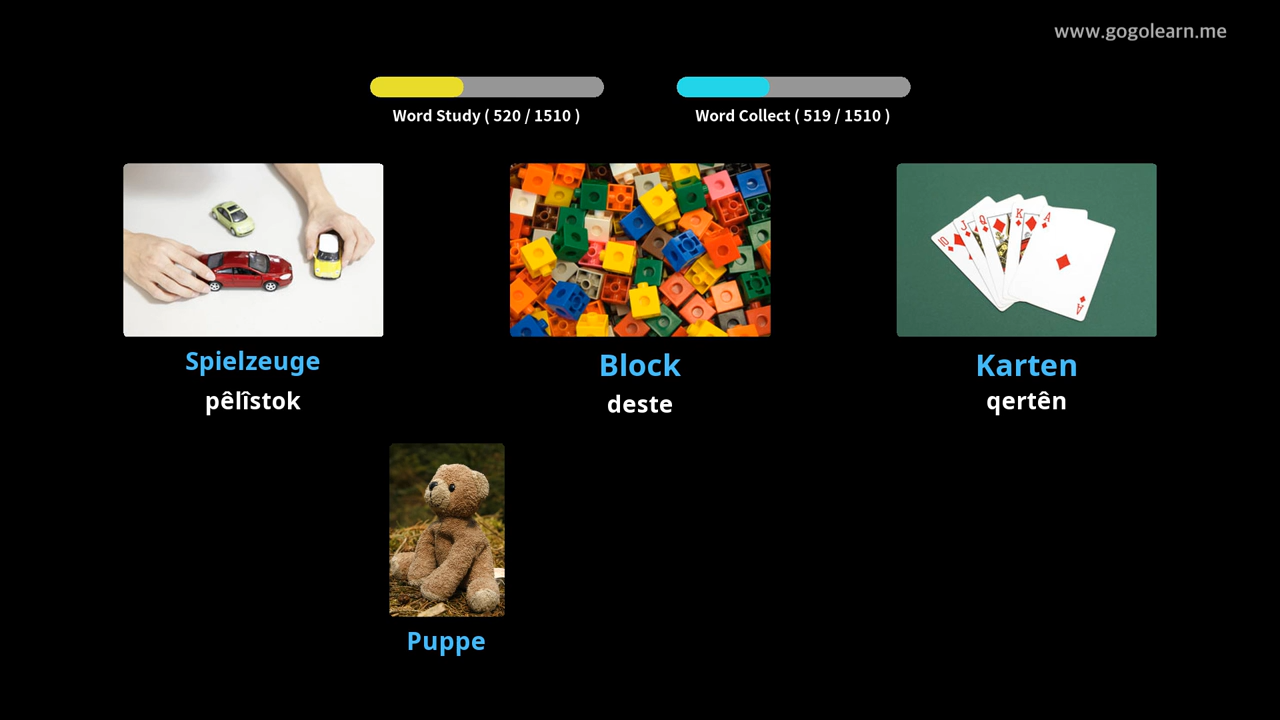 www.gogolearn.me
Word Study ( 520 / 1510 )
Word Collect ( 519 / 1510 )
Spielzeuge
pêlîstok
Block
deste
Karten
qertên
Puppe